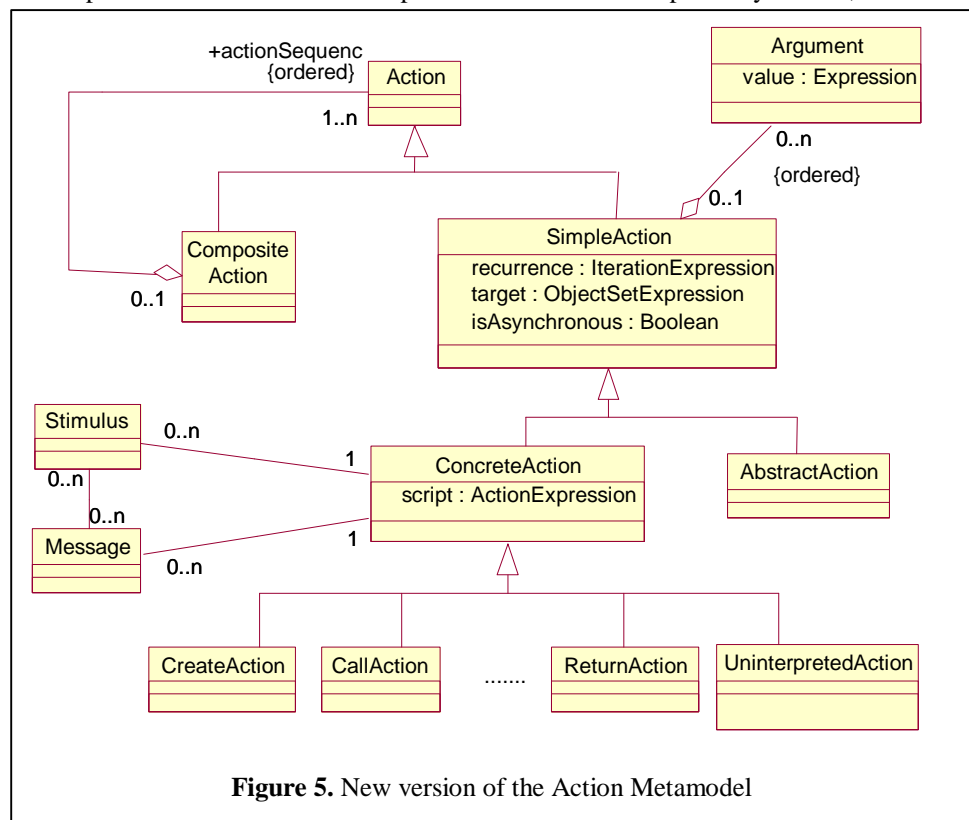 +actionSequenc
{ordered}
Action
1..n
Argument
value : Expression
0..n
{ordered}
0..1
Composite
Action
0..1
SimpleAction
recurrence : IterationExpression
target : ObjectSetExpression
isAsynchronous : Boolean
Stimulus
0..n
1
0..n
ConcreteAction
script : ActionExpression
AbstractAction
0..n
Message
0..n
1
CreateAction
CallAction
.......
ReturnAction
UninterpretedAction
Figure 5. New version of the Action Metamodel